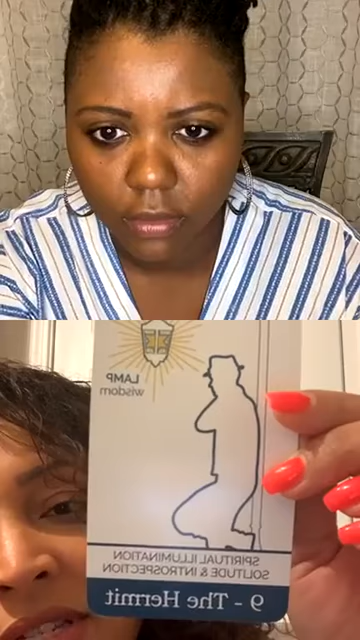 LAMP
wisdom
SPIRITUAL ILLUMINATION
SOLITUDE & INTROSPECTION
9 - The Hermit